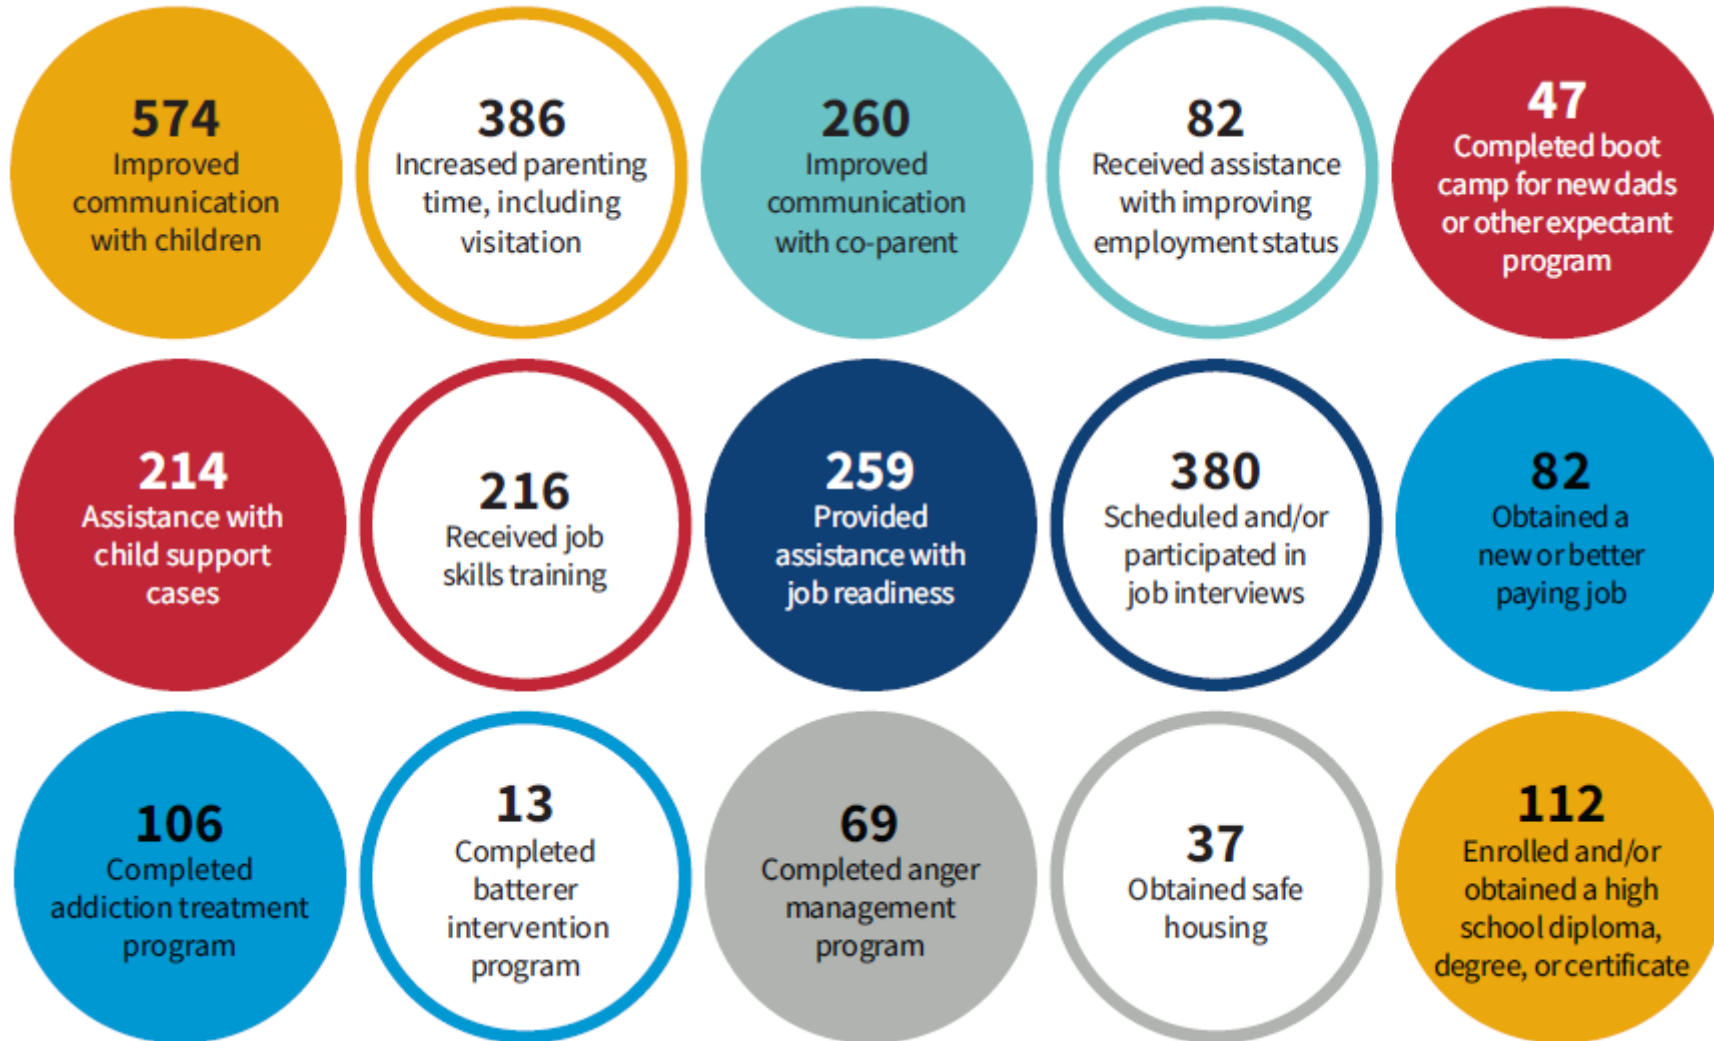 574
Improved
communication
with children
386
Increased parenting
time, including
visitation
260
Improved
communication
with co-parent
82
Received assistance
with improving
employment status
47
Completed boot
camp for new dads
or other expectant
program
214
Assistance with
child support
cases
216
Received job
skills training
259
Provided
assistance with
job readiness
380
Scheduled and/or
participated in
job interviews
82
Obtained a
new or better
paying job
106
Completed
addiction treatment
program
13
Completed
batterer
intervention
program
69
Completed anger
management
program
37
Obtained safe
housing
112
Enrolled and/or
obtained a high
school diploma,
degree, or certificate